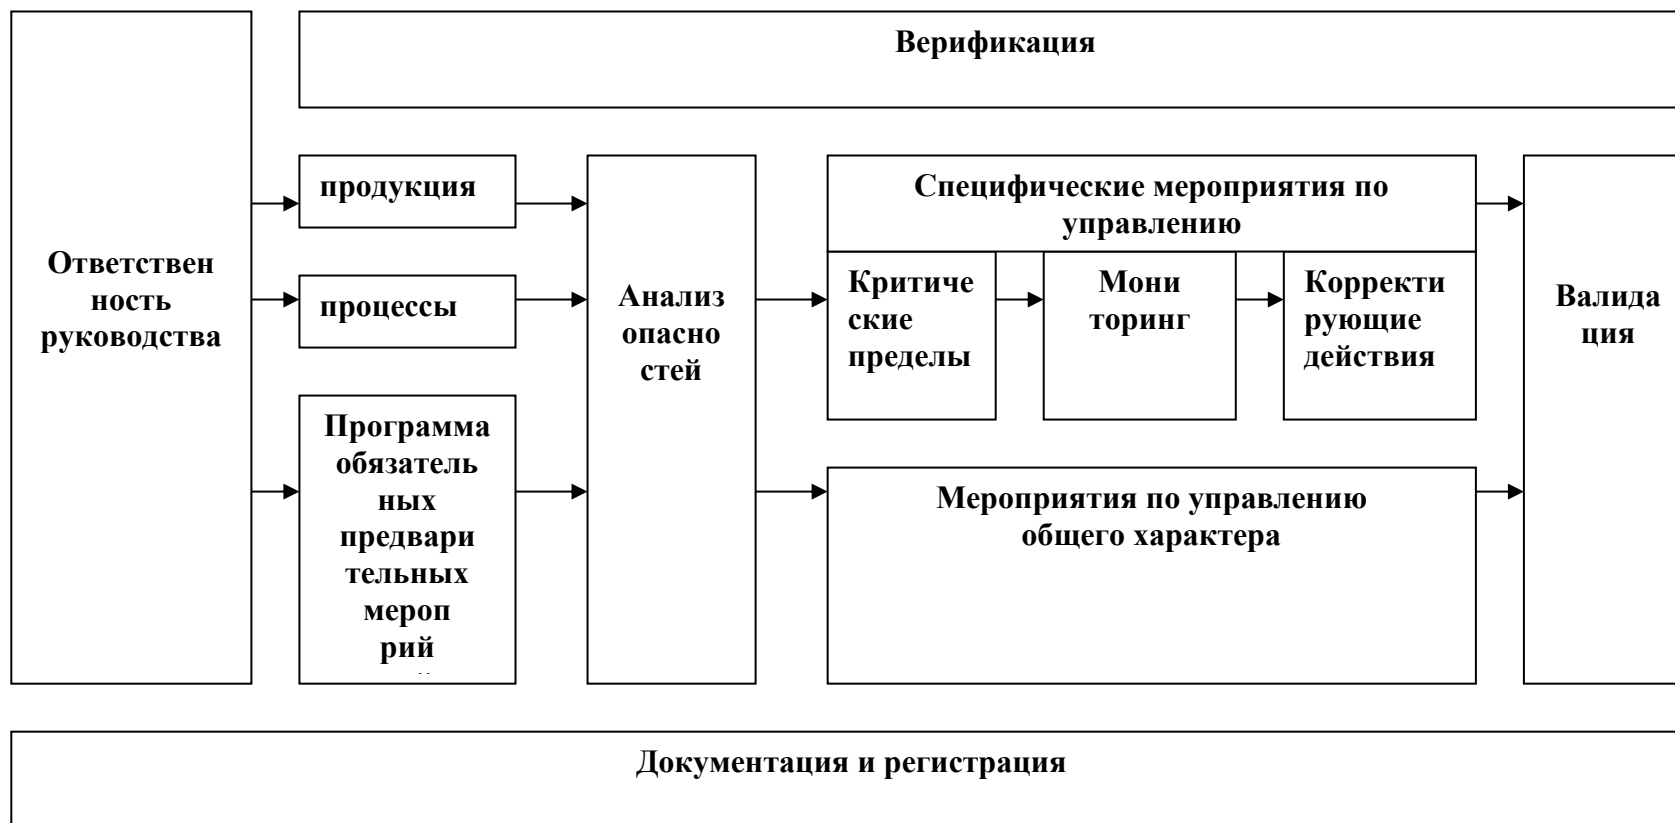 Верификация
Ответствен
ность
руководства
продукция
процессы
Программа
обязатель
ных
предвари
тельных
мероп
рий
Анализ
опасно
стей
Специфические мероприятия по
управлению
Критиче
ские
пределы
Мони
торинг
Корректи
рующие
действия
Мероприятия по управлению
общего характера
Валида
ция
Документация и регистрация